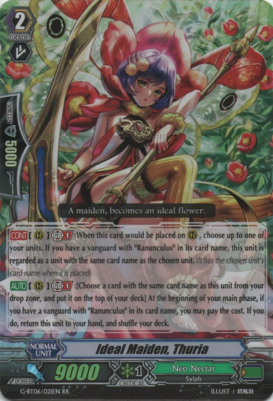 2
GRADE
5000
A maiden, becomes an ideal flower.
CONT [ ] 1 :When this card would be placed on , choose up to one of
your units. If you have a vanguard with "Ranunculus" in its card name, this unit is
regarded as a unit with the same card name as the chosen unit. (It has the chosen unit's
card name when it is placed)
AUTO [ ] 1 :[Choose a card with the same card name as this unit from your
drop zone, and put it on the top of your deck] At the beginning of your main phase, if
you have a vanguard with "Ranunculus" in its card name, you may pay the cost. If you
do, return this unit to your hand, and shuffle your deck.
NORMAL
UNIT
Ideal Maiden, Thuria
POWER
9000
1
CRITICAL
Neo Nectar
Sylph
G-BT06/021EN RR
ILLUST /